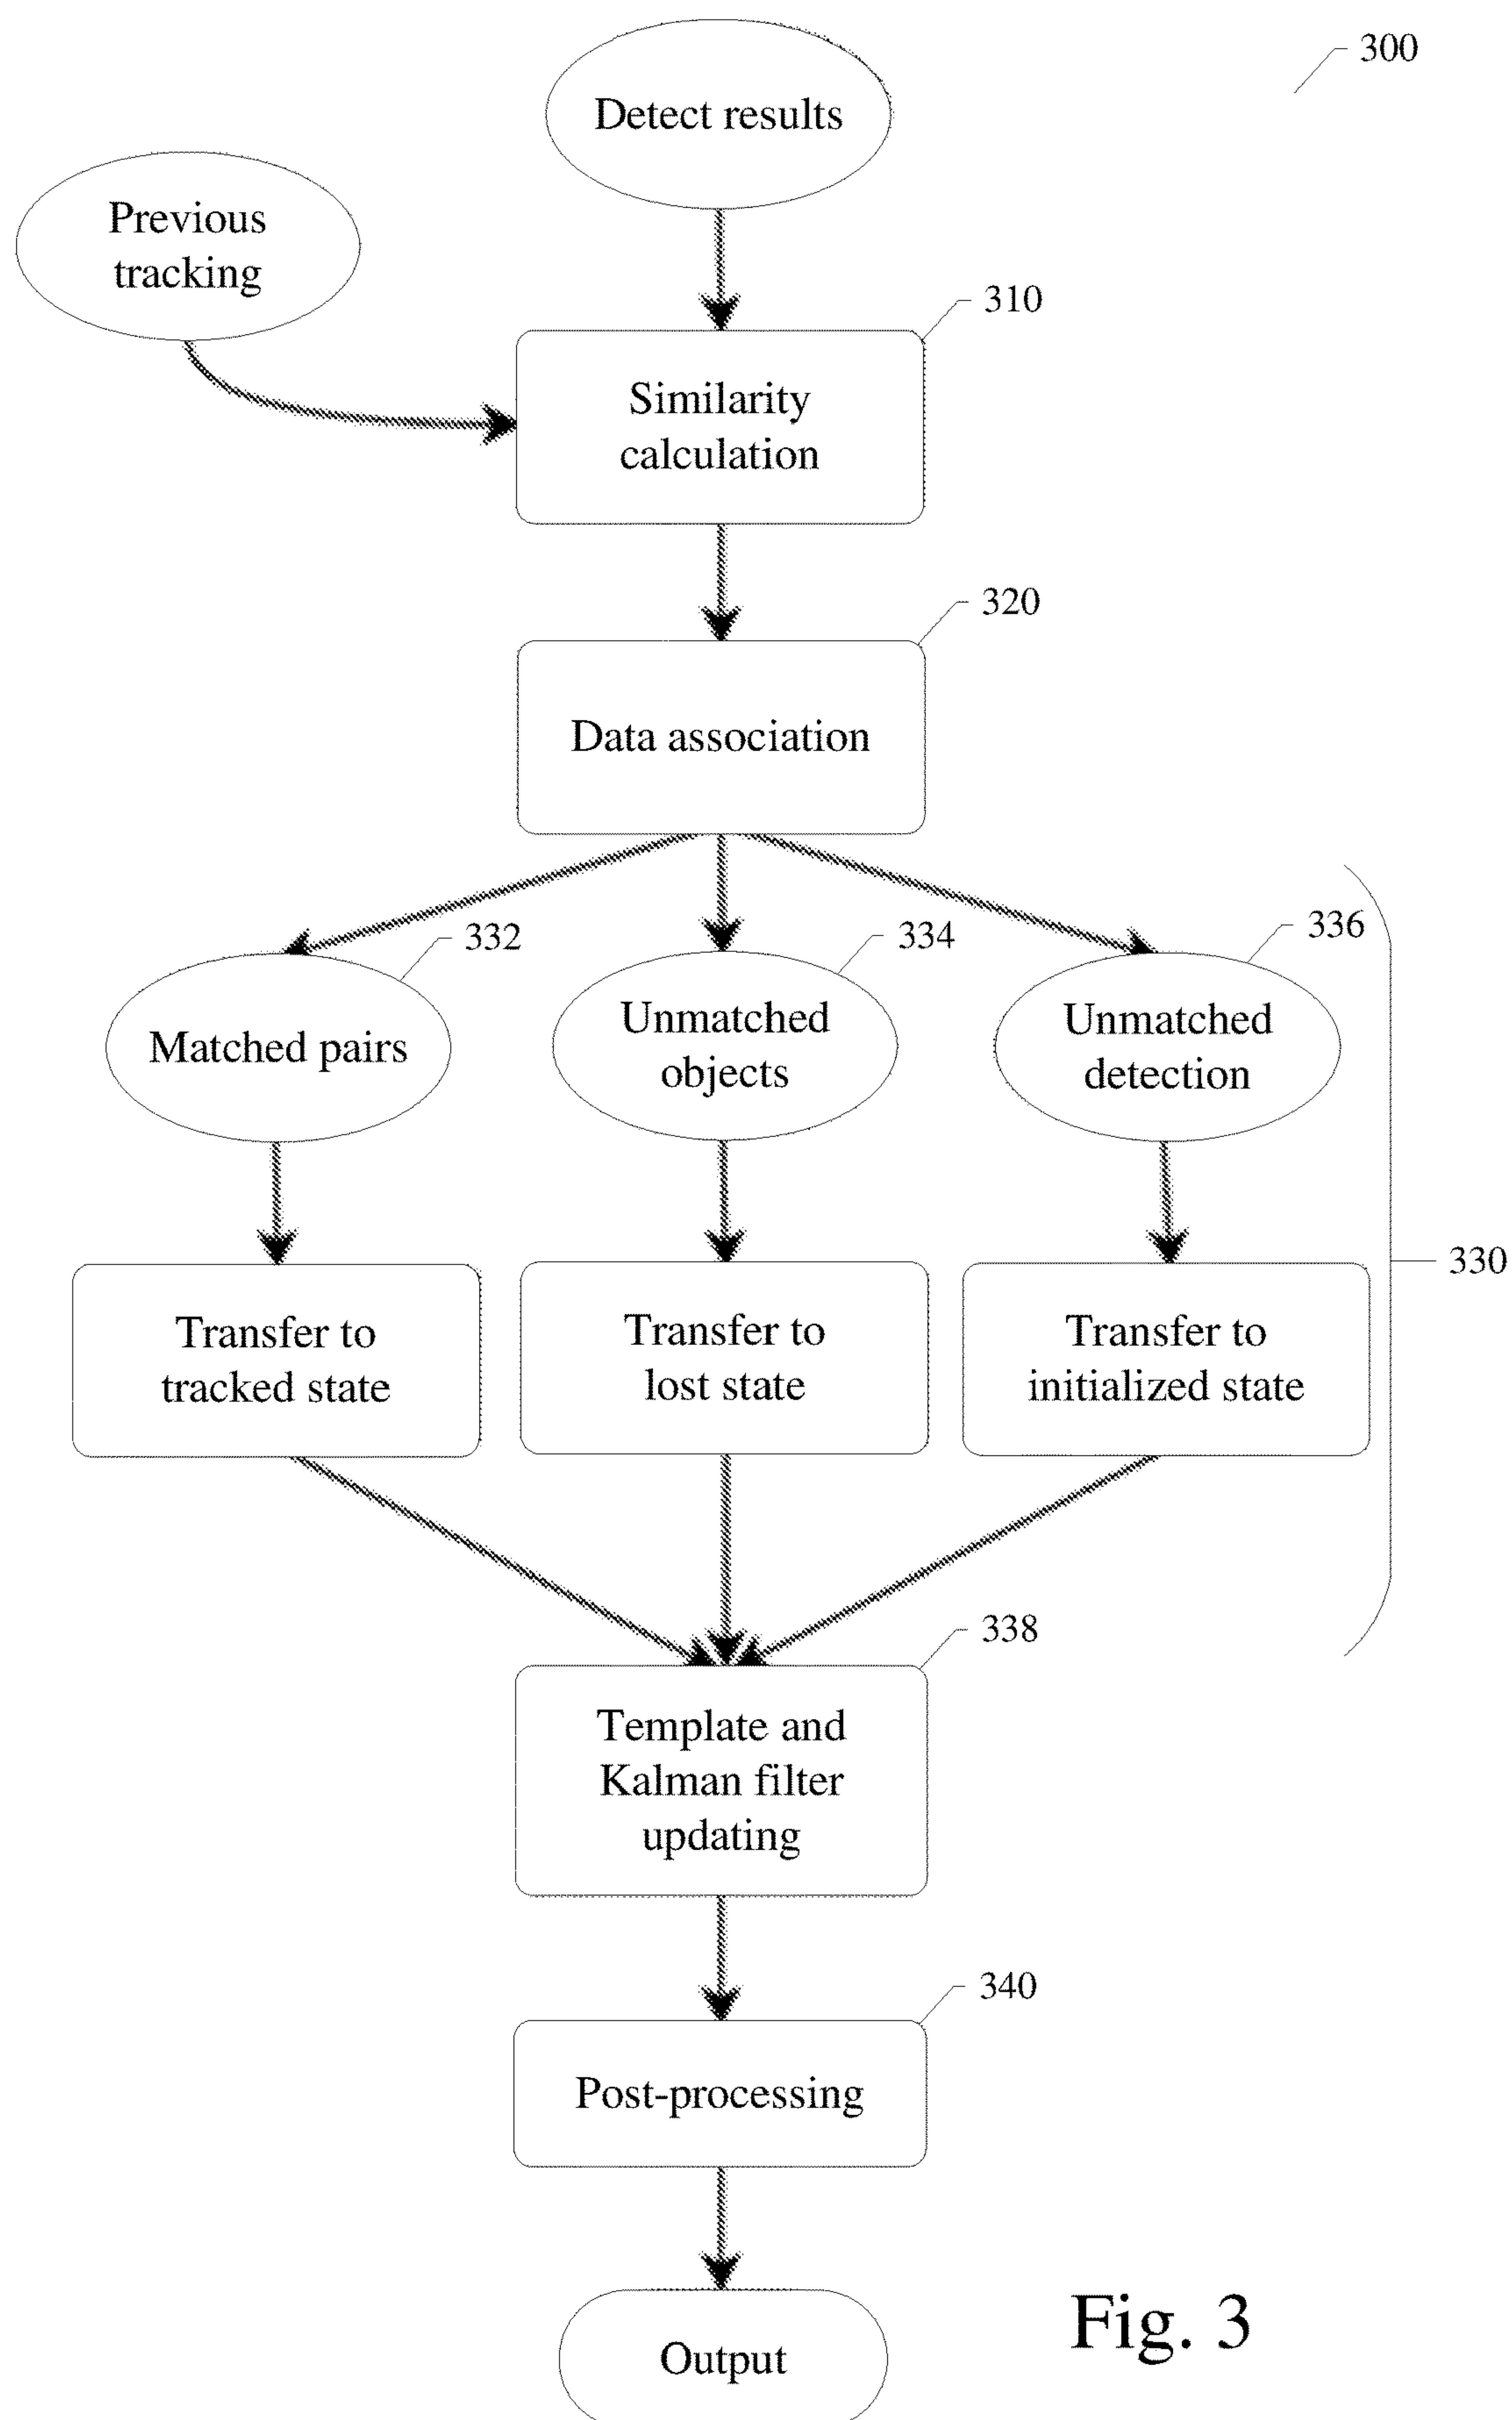 300
Detect results
Previous
tracking
310
Similarity
calculation
320
Data association
332
334
336
Matched pairs
Unmatched
objects
Unmatched
detection
330
Transfer to
tracked state
Transfer to
lost state
Transfer to
initialized state
338
Template and
Kalman filter
updating
340
Post-processing
Output
Fig. 3